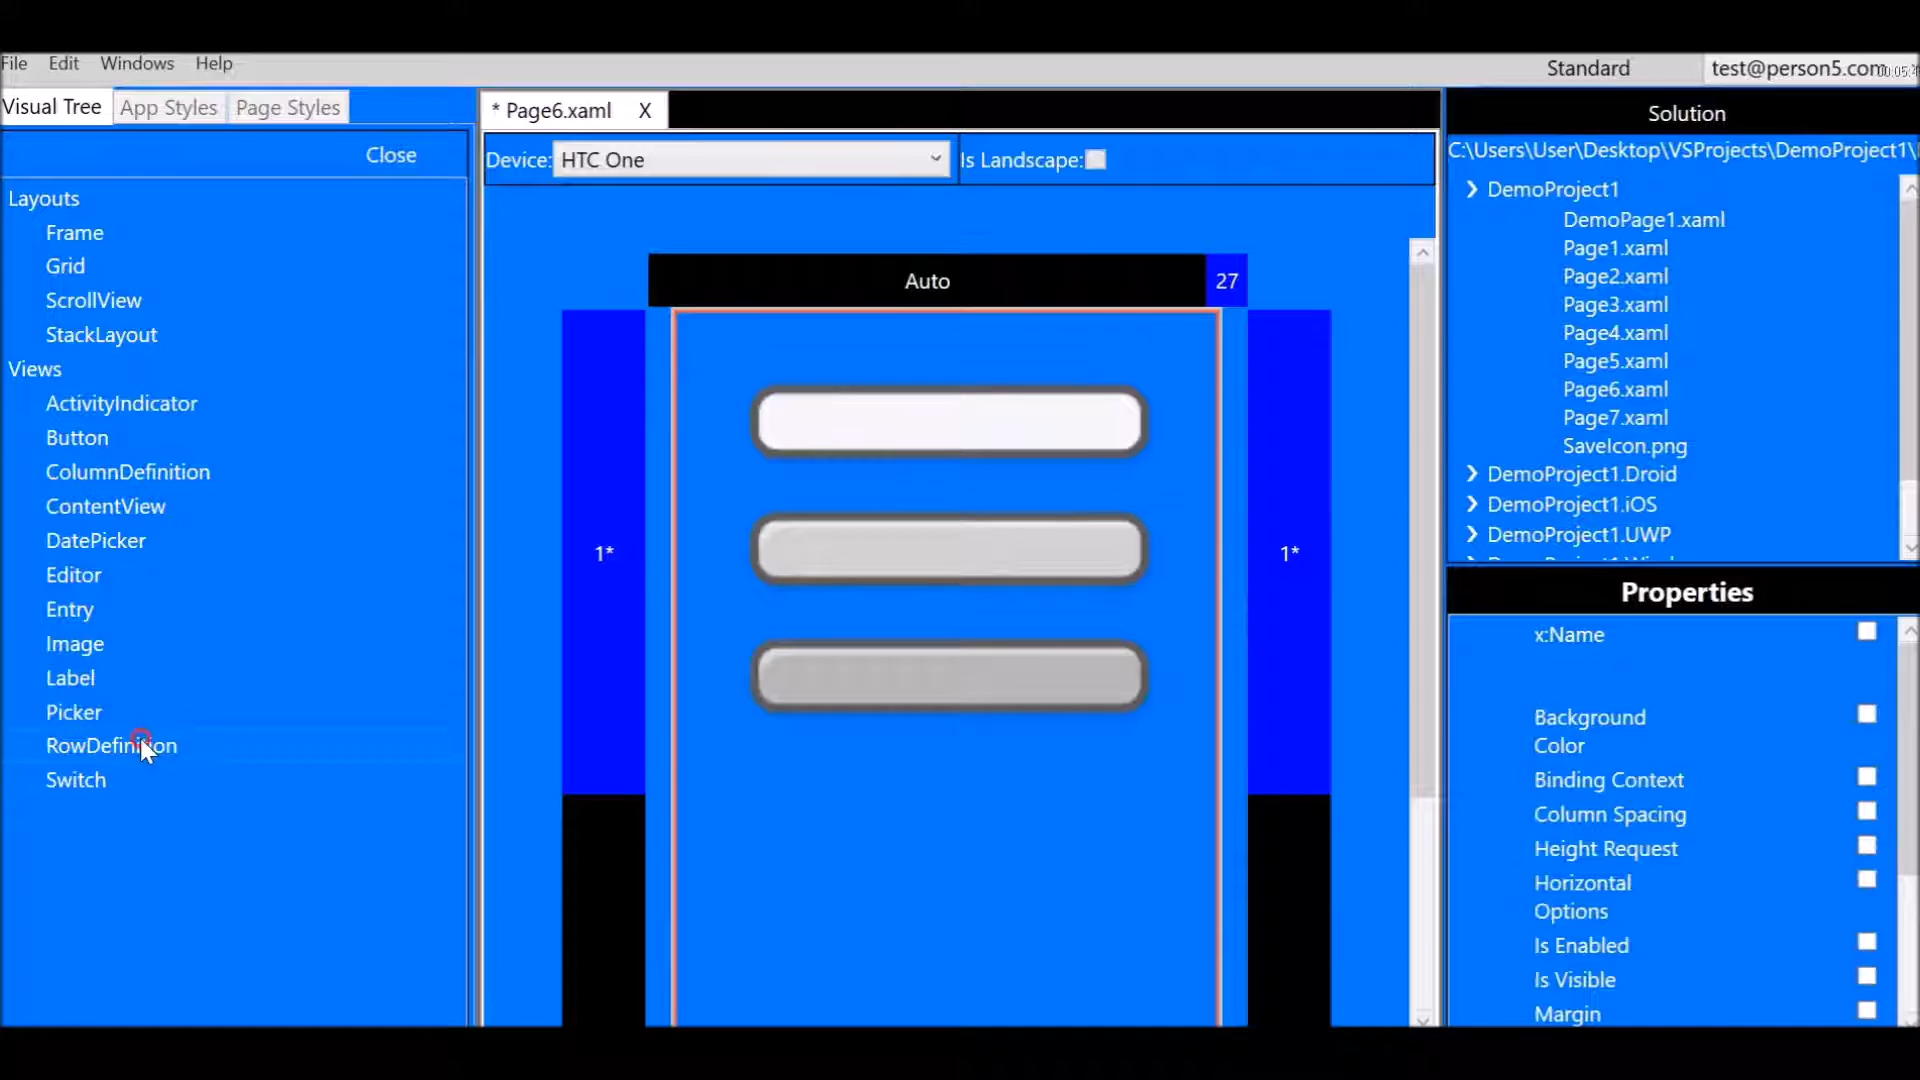 File Edit Windows Help
Standard
test@person5.com
Visual Tree App Styles Page Styles
Close
Layouts
Frame
Grid
ScrollView
StackLayout
Views
ActivityIndicator
Button
ColumnDefinition
ContentView
DatePicker
Editor
Entry
Image
Label
Picker
RowDefinition
Switch
* Page6.xaml X
Device: HTC One Is Landscape:
Auto 27
1* 1*
Solution
C:\Users\User\Desktop\VSProjects\DemoProject1\
DemoProject1
DemoPage1.xaml
Page1.xaml
Page2.xaml
Page3.xaml
Page4.xaml
Page5.xaml
Page6.xaml
Page7.xaml
SaveIcon.png
DemoProject1.Droid
DemoProject1.iOS
DemoProject1.UWP
Properties
x:Name
Background
Color
Binding Context
Column Spacing
Height Request
Horizontal
Options
Is Enabled
Is Visible
Margin